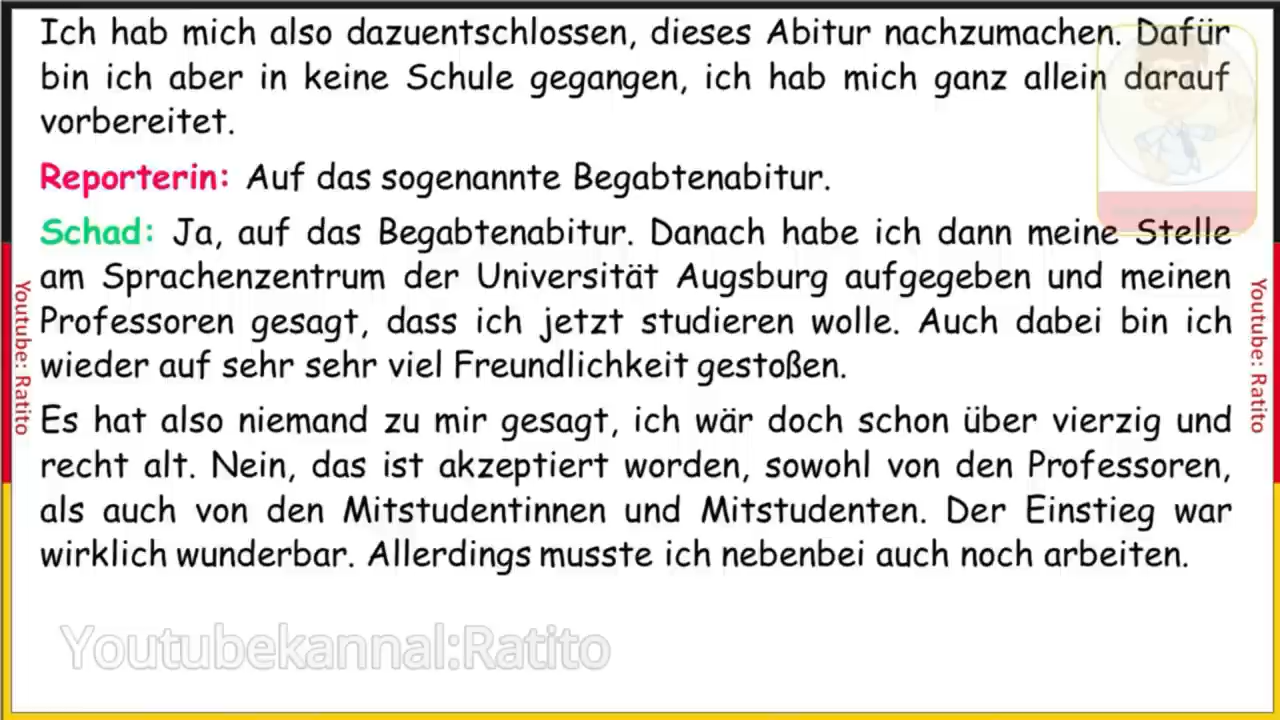 Ich hab mich also dazuentschlossen, dieses Abitur nachzumachen. Dafür
bin ich aber in keine Schule gegangen, ich hab mich ganz allein darauf
vorbereitet.
Reporterin: Auf das sogenannte Begabtenabitur.
Schad: Ja, auf das Begabtenabitur. Danach habe ich dann meine Stelle
am Sprachenzentrum der Universität Augsburg aufgegeben und meinen
Professoren gesagt, dass ich jetzt studieren wolle. Auch dabei bin ich
wieder auf sehr sehr viel Freundlichkeit gestoßen.
Es hat also niemand zu mir gesagt, ich wär doch schon über vierzig und
recht alt. Nein, das ist akzeptiert worden, sowohl von den Professoren,
als auch von den Mitstudentinnen und Mitstudenten. Der Einstieg war
wirklich wunderbar. Allerdings musste ich nebenbei auch noch arbeiten.
Youtube: Ratito
Youtube: Ratito
Youtubekannal:Ratito